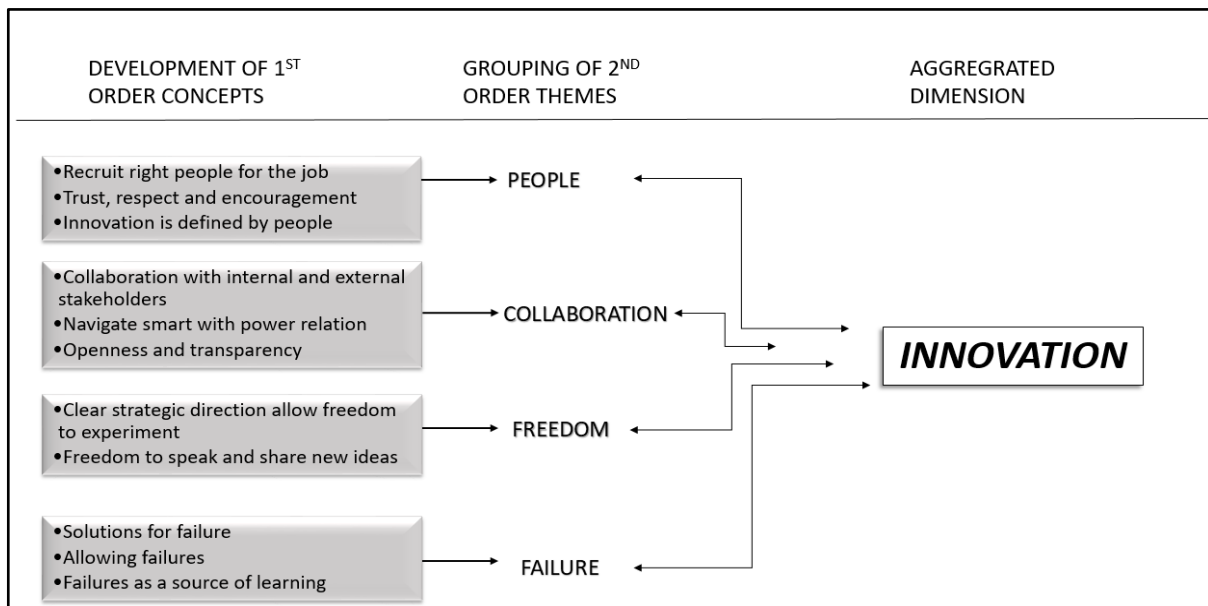 DEVELOPMENT OF 1ST
ORDER CONCEPTS
GROUPING OF 2ND
ORDER THEMES
AGGREGRATED
DIMENSION
•Recruit right people for the job
•Trust, respect and encouragement
•Innovation is defined by people
PEOPLE
•Collaboration with internal and external
stakeholders
•Navigate smart with power relation
•Openness and transparency
COLLABORATION
INNOVATION
•Clear strategic direction allow freedom
to experiment
•Freedom to speak and share new ideas
FREEDOM
•Solutions for failure
•Allowing failures
•Failures as a source of learning
FAILURE